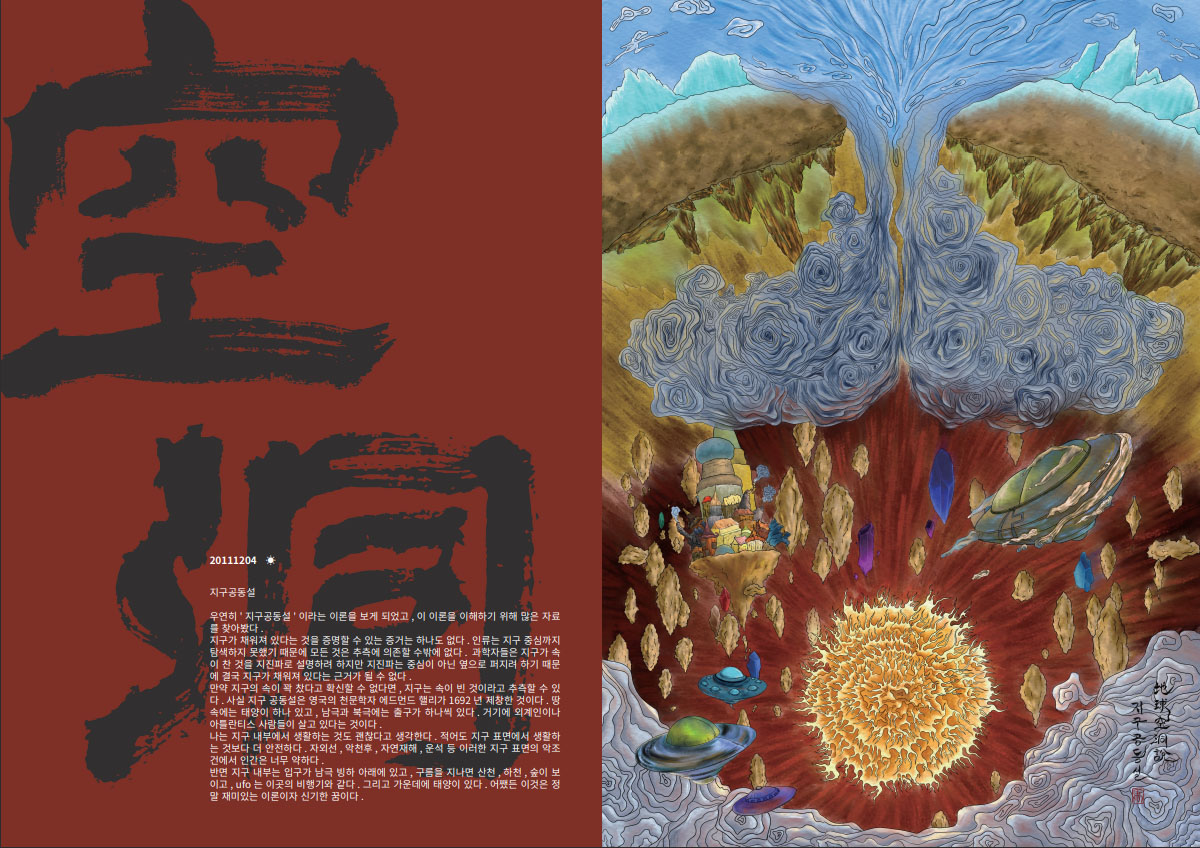 空
洞
20111204
지구공동설
우연히 ' 지구공동설 ' 이라는 이론을 보게 되었고 , 이 이론을 이해하기 위해 많은 자료
를 찾아봤다 .
지구가 채워져 있다는 것을 증명할 수 있는 증거는 하나도 없다 . 인류는 지구 중심까지
탐색하지 못했기 때문에 모든 것은 추측에 의존할 수밖에 없다 . 과학자들은 지구가 속
이 찬 것을 지진파로 설명하려 하지만 지진파는 중심이 아닌 옆으로 퍼지려 하기 때문
에 결국 지구가 채워져 있다는 근거가 될 수 없다 .
만약 지구의 속이 꽉 찼다고 확신할 수 없다면 , 지구는 속이 빈 것이라고 추측할 수 있
다 . 사실 지구 공동설은 영국의 천문학자 에드먼드 핼리가 1692 년 제창한 것이다 . 땅
속에는 태양이 하나 있고 , 남극과 북극에는 출구가 하나씩 있다 . 거기에 외계인이나
아틀란티스 사람들이 살고 있다는 것이다 .
나는 지구 내부에서 생활하는 것도 괜찮다고 생각한다 . 적어도 지구 표면에서 생활하
는 것보다 더 안전하다 . 자외선 , 악천후 , 자연재해 , 운석 등 이러한 지구 표면의 악조
건에서 인간은 너무 약하다 .
반면 지구 내부는 입구가 남극 빙하 아래에 있고 , 구름을 지나면 산천 , 하천 , 숲이 보
이고 , ufo 는 이곳의 비행기와 같다 . 그리고 가운데에 태양이 있다 . 어쨌든 이것은 정
말 재미있는 이론이자 신기한 꿈이다 .
地球空洞說
지구공동설